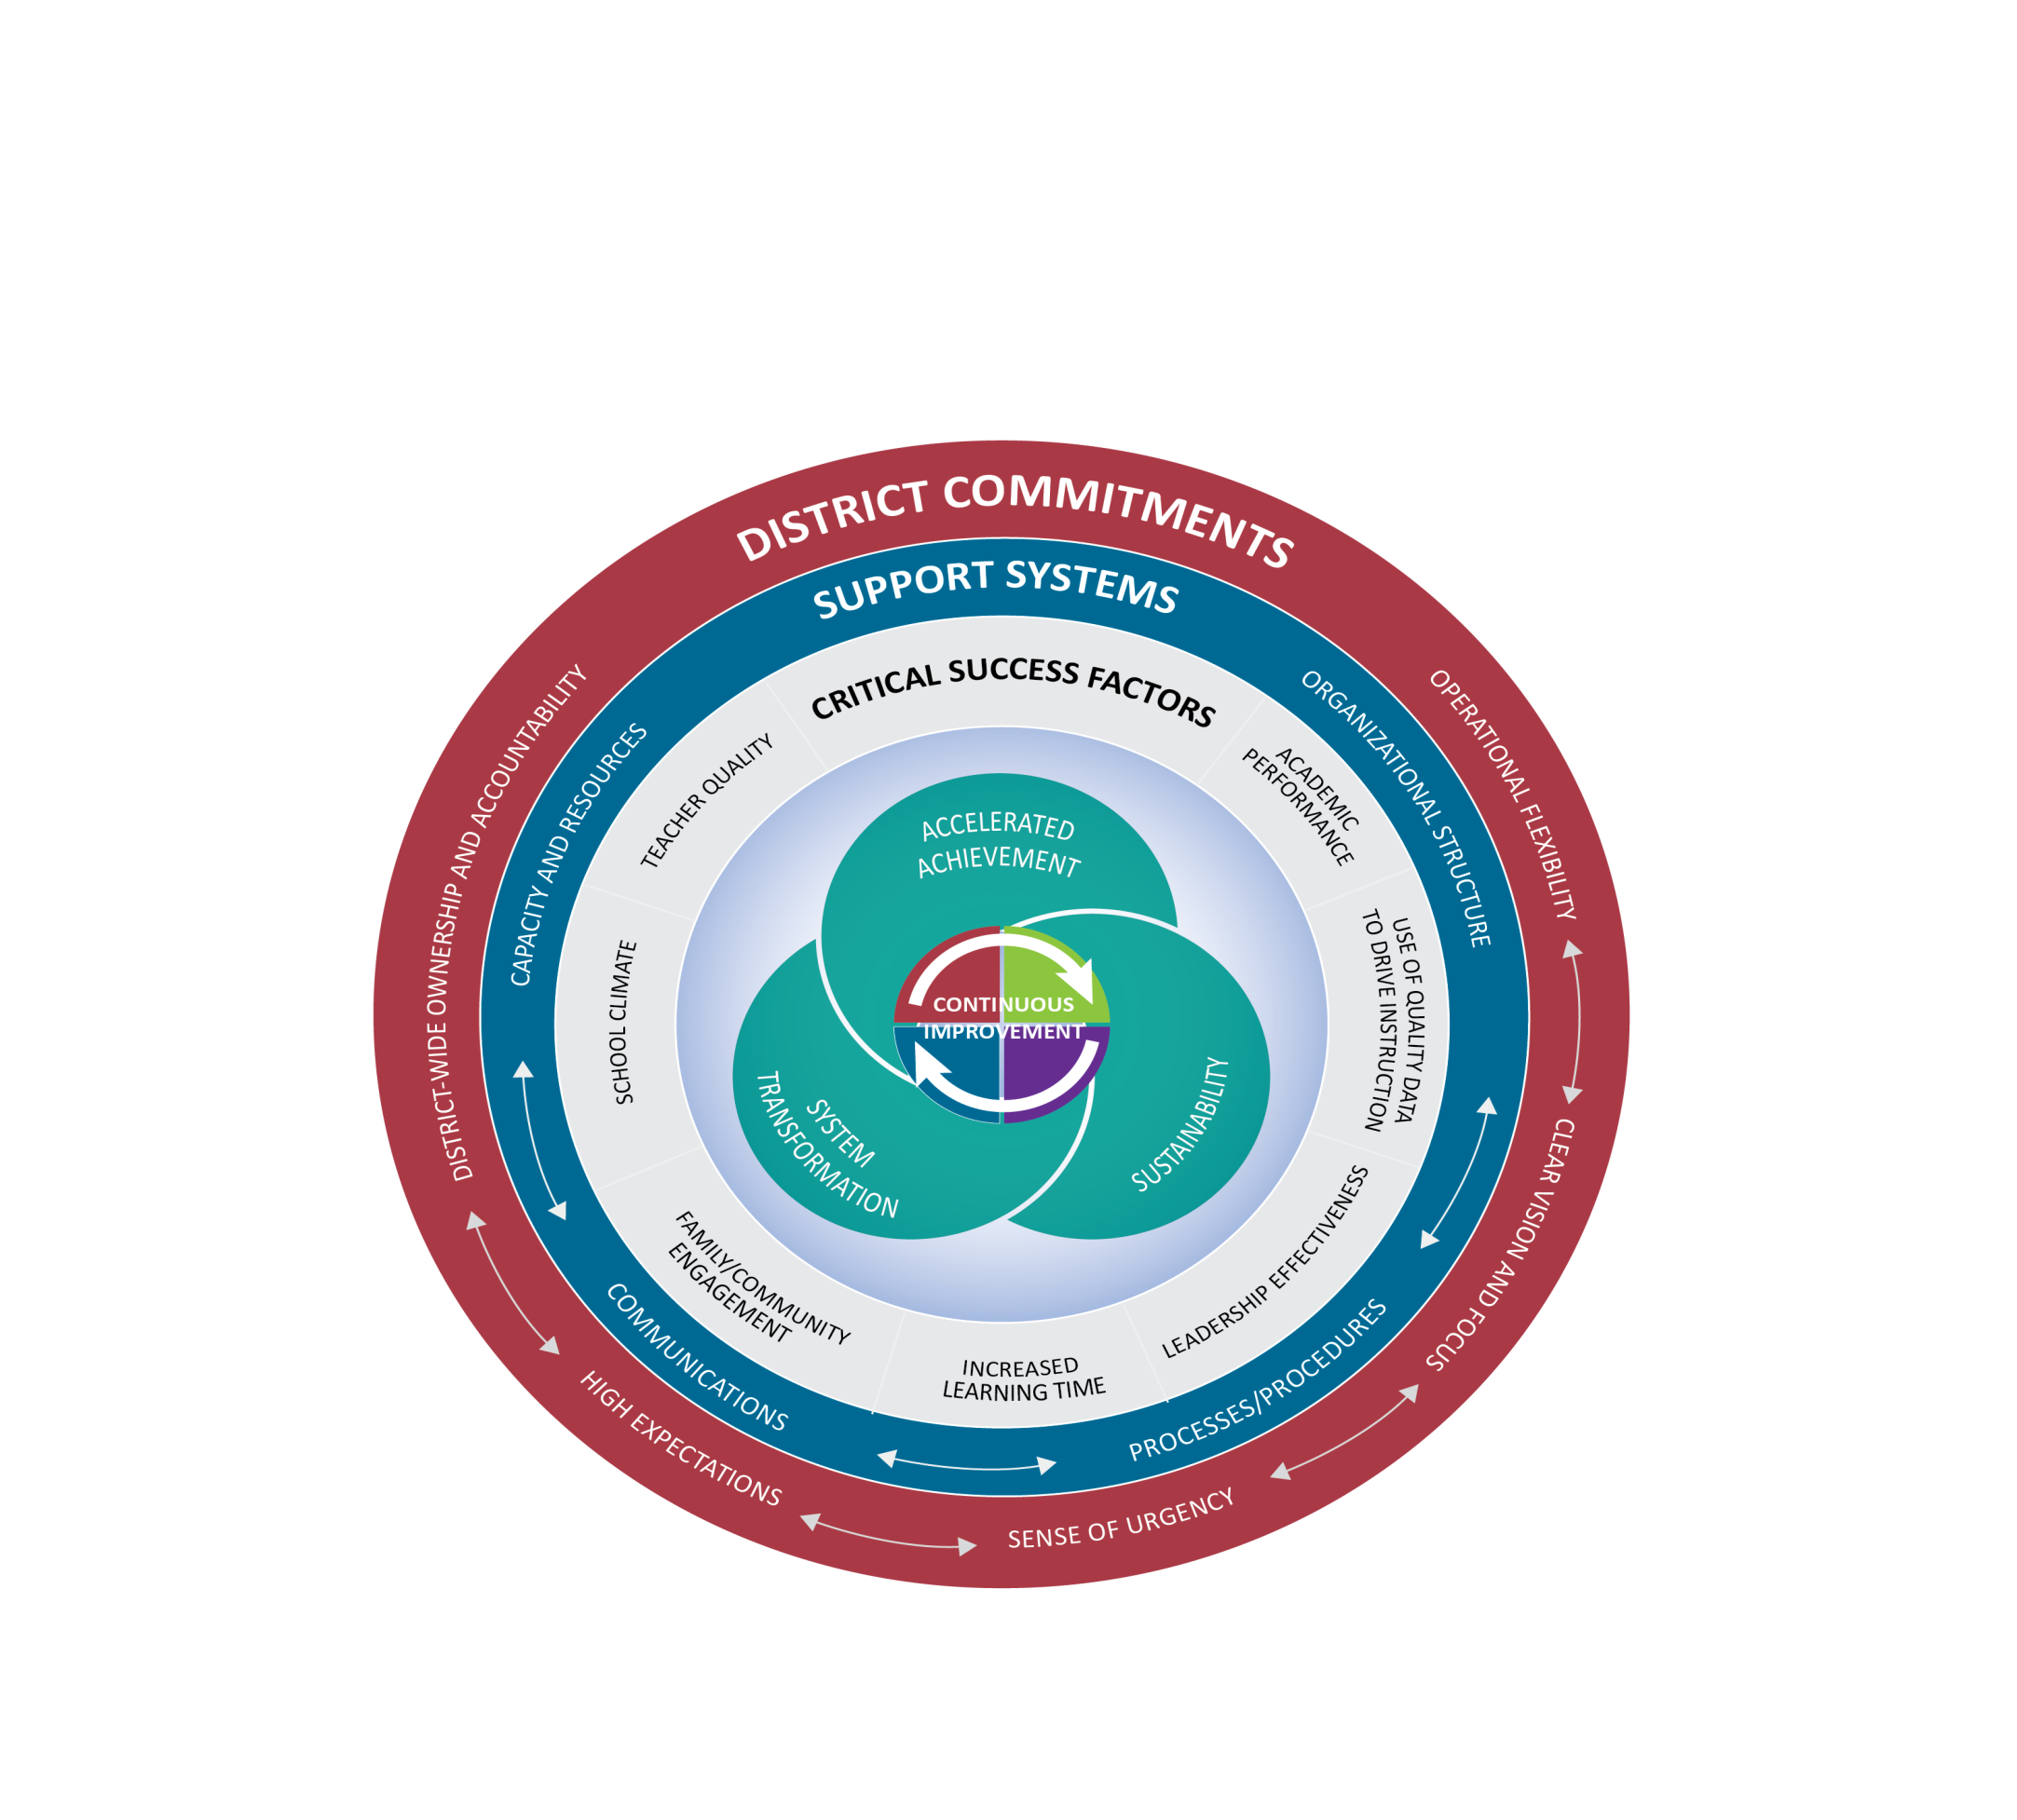 DISTRICT COMMITMENTS
OPERATIONAL FLEXIBILITY
CLEAR VISION AND FOCUS
SENSE OF URGENCY
HIGH EXPECTATIONS
DISTRICT-WIDE OWNERSHIP AND ACCOUNTABILITY
SUPPORT SYSTEMS
ORGANIZATIONAL STRUCTURE
PROCESSES/PROCEDURES
COMMUNICATIONS
CAPACITY AND RESOURCES
CRITICAL SUCCESS FACTORS
ACADEMIC
PERFORMANCE
USE OF QUALITY DATA
TO DRIVE INSTRUCTION
LEADERSHIP EFFECTIVENESS
INCREASED
LEARNING TIME
FAMILY/COMMUNITY
ENGAGEMENT
SCHOOL CLIMATE
TEACHER QUALITY
ACCELERATED
ACHIEVEMENT
SUSTAINABILITY
SYSTEM
TRANSFORMATION
CONTINUOUS
IMPROVEMENT